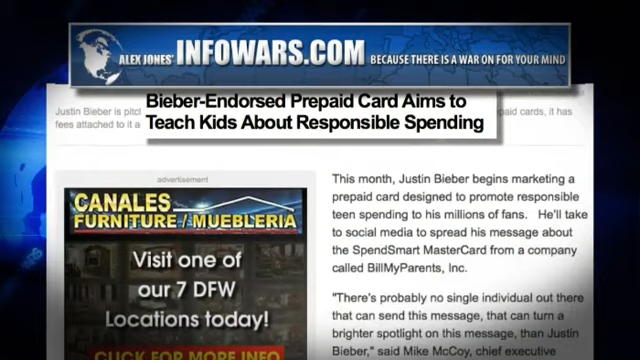 ALEX JONES' INFOWARS.COM BECAUSE THERE IS A WAR ON FOR YOUR MIND
Bieber-Endorsed Prepaid Card Aims to
Teach Kids About Responsible Spending
Justin Bieber is pitc
paid cards, it has
fees attached to it a
advertisement
CANALES
FURNITURE / MUEBLERIA
Visit one of
our 7 DFW
Locations today!
CLICK FOR MORE INFO
This month, Justin Bieber begins marketing a
prepaid card designed to promote responsible
teen spending to his millions of fans. He'll take
to social media to spread his message about
the SpendSmart MasterCard from a company
called BillMyParents, Inc.
"There's probably no single individual out there
that can send this message, that can turn a
brighter spotlight on this message, than Justin
Bieber," said Mike McCoy, chief executive